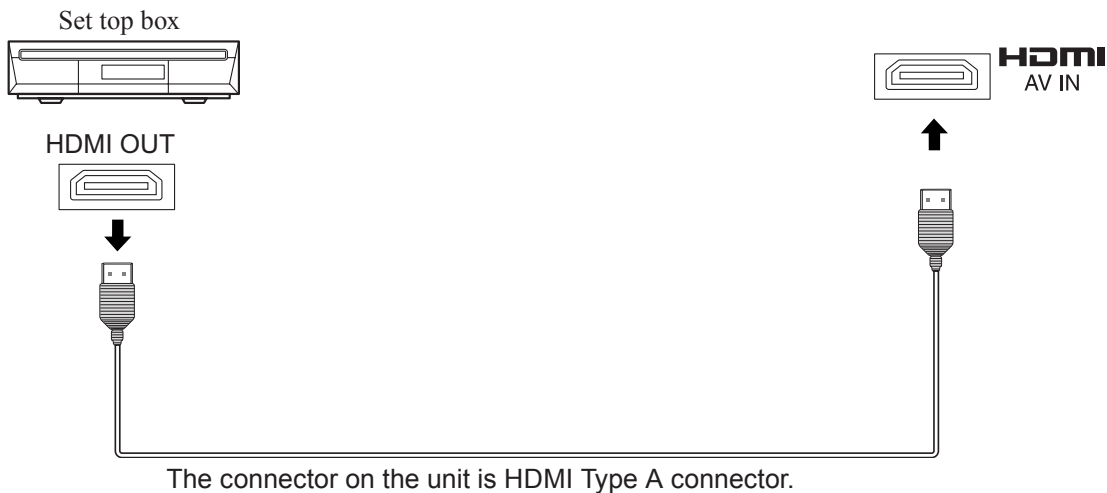 Set top box
HDMI
AV IN
HDMI OUT
The connector on the unit is HDMI Type A connector.